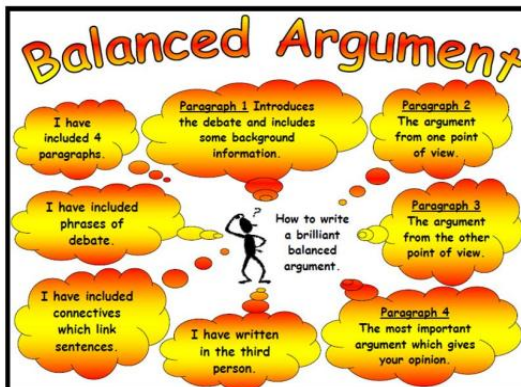 Balanced Argument
I have
included 4
paragraphs.
Paragraph 1 Introduces
the debate and includes
some background
information.
Paragraph 2
The argument
from one point
of view.
I have included
phrases of
debate.
?
How to write
a brilliant
balanced
argument.
Paragraph 3
The argument
from the other
point of view.
I have included
connectives
which link
sentences.
I have written
in the third
person.
Paragraph 4
The most important
argument which gives
your opinion.